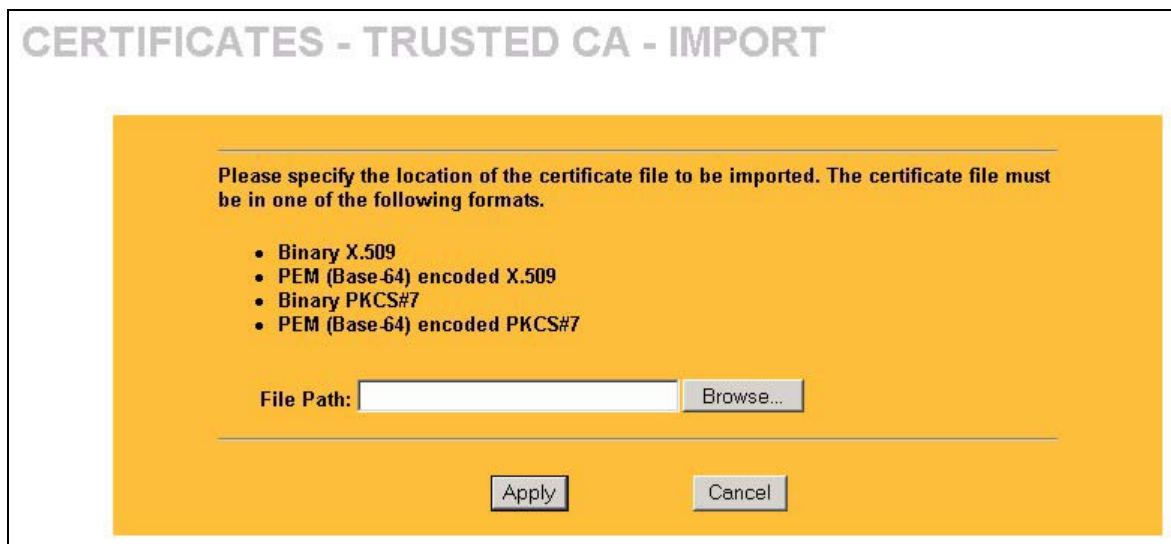 CERTIFICATES - TRUSTED CA - IMPORT
Please specify the location of the certificate file to be imported. The certificate file must
be in one of the following formats.
• Binary X.509
• PEM (Base-64) encoded X.509
• Binary PKCS#7
• PEM (Base-64) encoded PKCS#7
File Path: Browse...
Apply Cancel